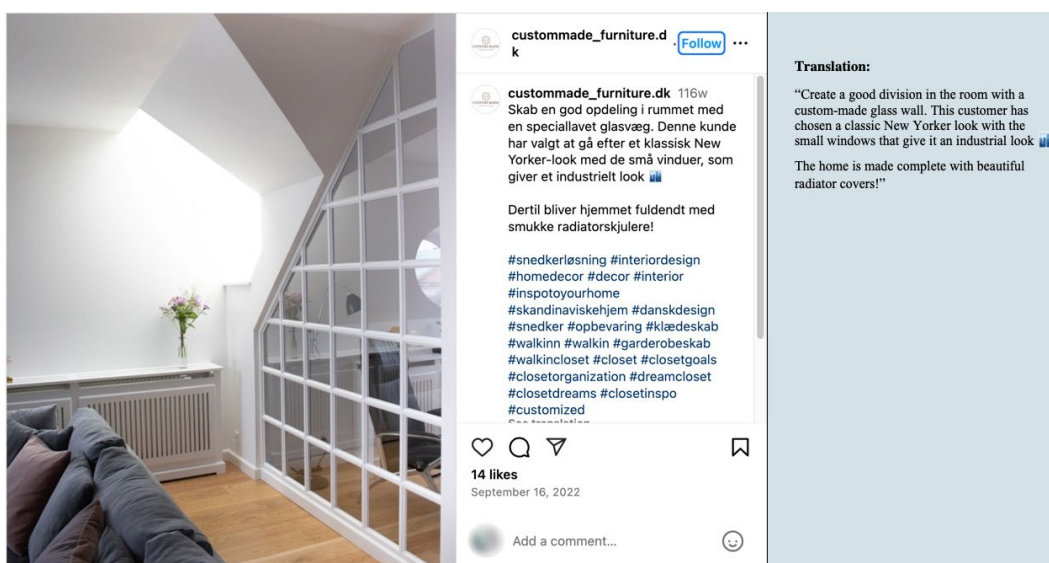 custommade_furniture.d
k
Follow
custommade_furniture.dk 116w
Skab en god opdeling i rummet med
en speciallavet glasvæg. Denne kunde
har valgt at gå efter et klassisk New
Yorker-look med de små vinduer, som
giver et industrielt look
Dertil bliver hjemmet fuldendt med
smukke radiatorskjulere!
#snedkerløsning #interiordesign
#homedecor #decor #interior
#inspotoyourhome
#skandinaviskehjem #danskdesign
#snedker #opbevaring #klædeskab
#walkinn #walkin #garderobeskab
#walkincloset #closet #closetgoals
#closetorganization #dreamcloset
#closetdreams #closetinspo
#customized
See translation
14 likes
September 16, 2022
Add a comment...
Translation:
“Create a good division in the room with a
custom-made glass wall. This customer has
chosen a classic New Yorker look with the
small windows that give it an industrial look
The home is made complete with beautiful
radiator covers!”